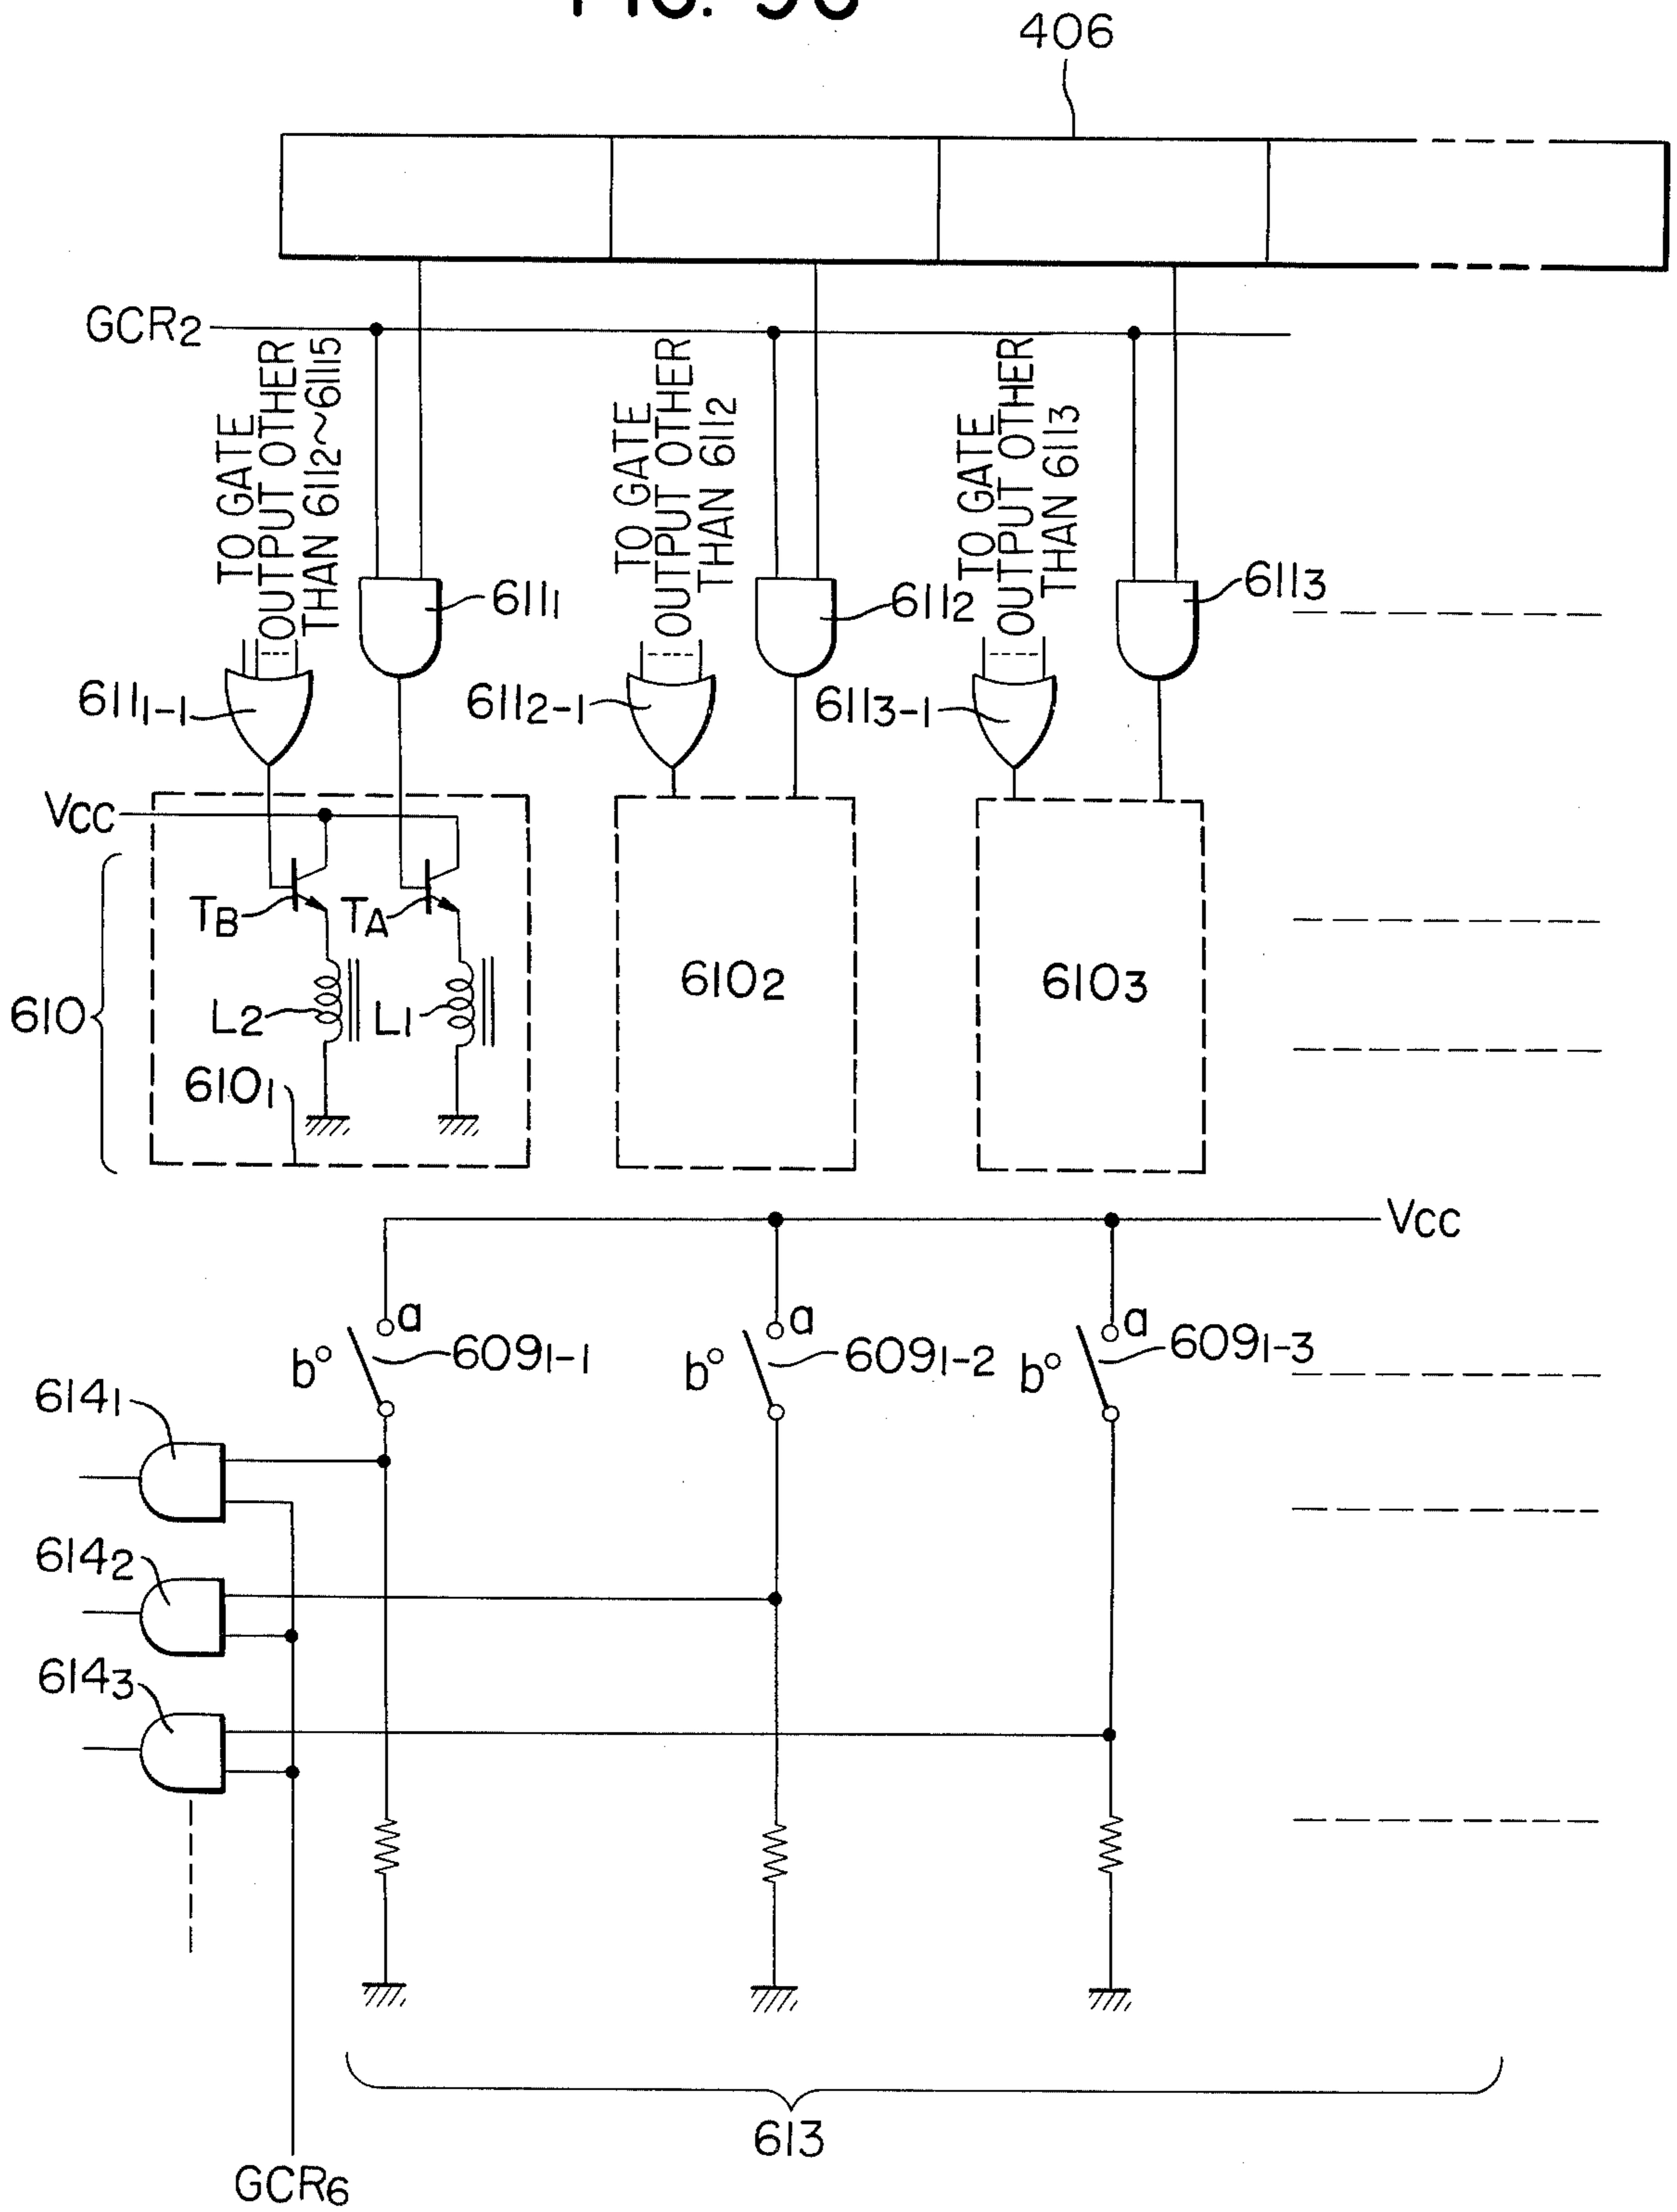 406
GCR2
TO GATE
OUTPUT OTHER
THAN 6112~61115
TO GATE
OUTPUT OTHER
THAN 6112
TO GATE
OUTPUT OTHER
THAN 6113
6111
6112
6113
6111-1
6112-1
6113-1
VCC
TB
TA
L2
L1
610
6101
6102
6103
VCC
a
b
6091-1
a
b
6091-2
a
b
6091-3
6141
6142
6143
613
GCR6